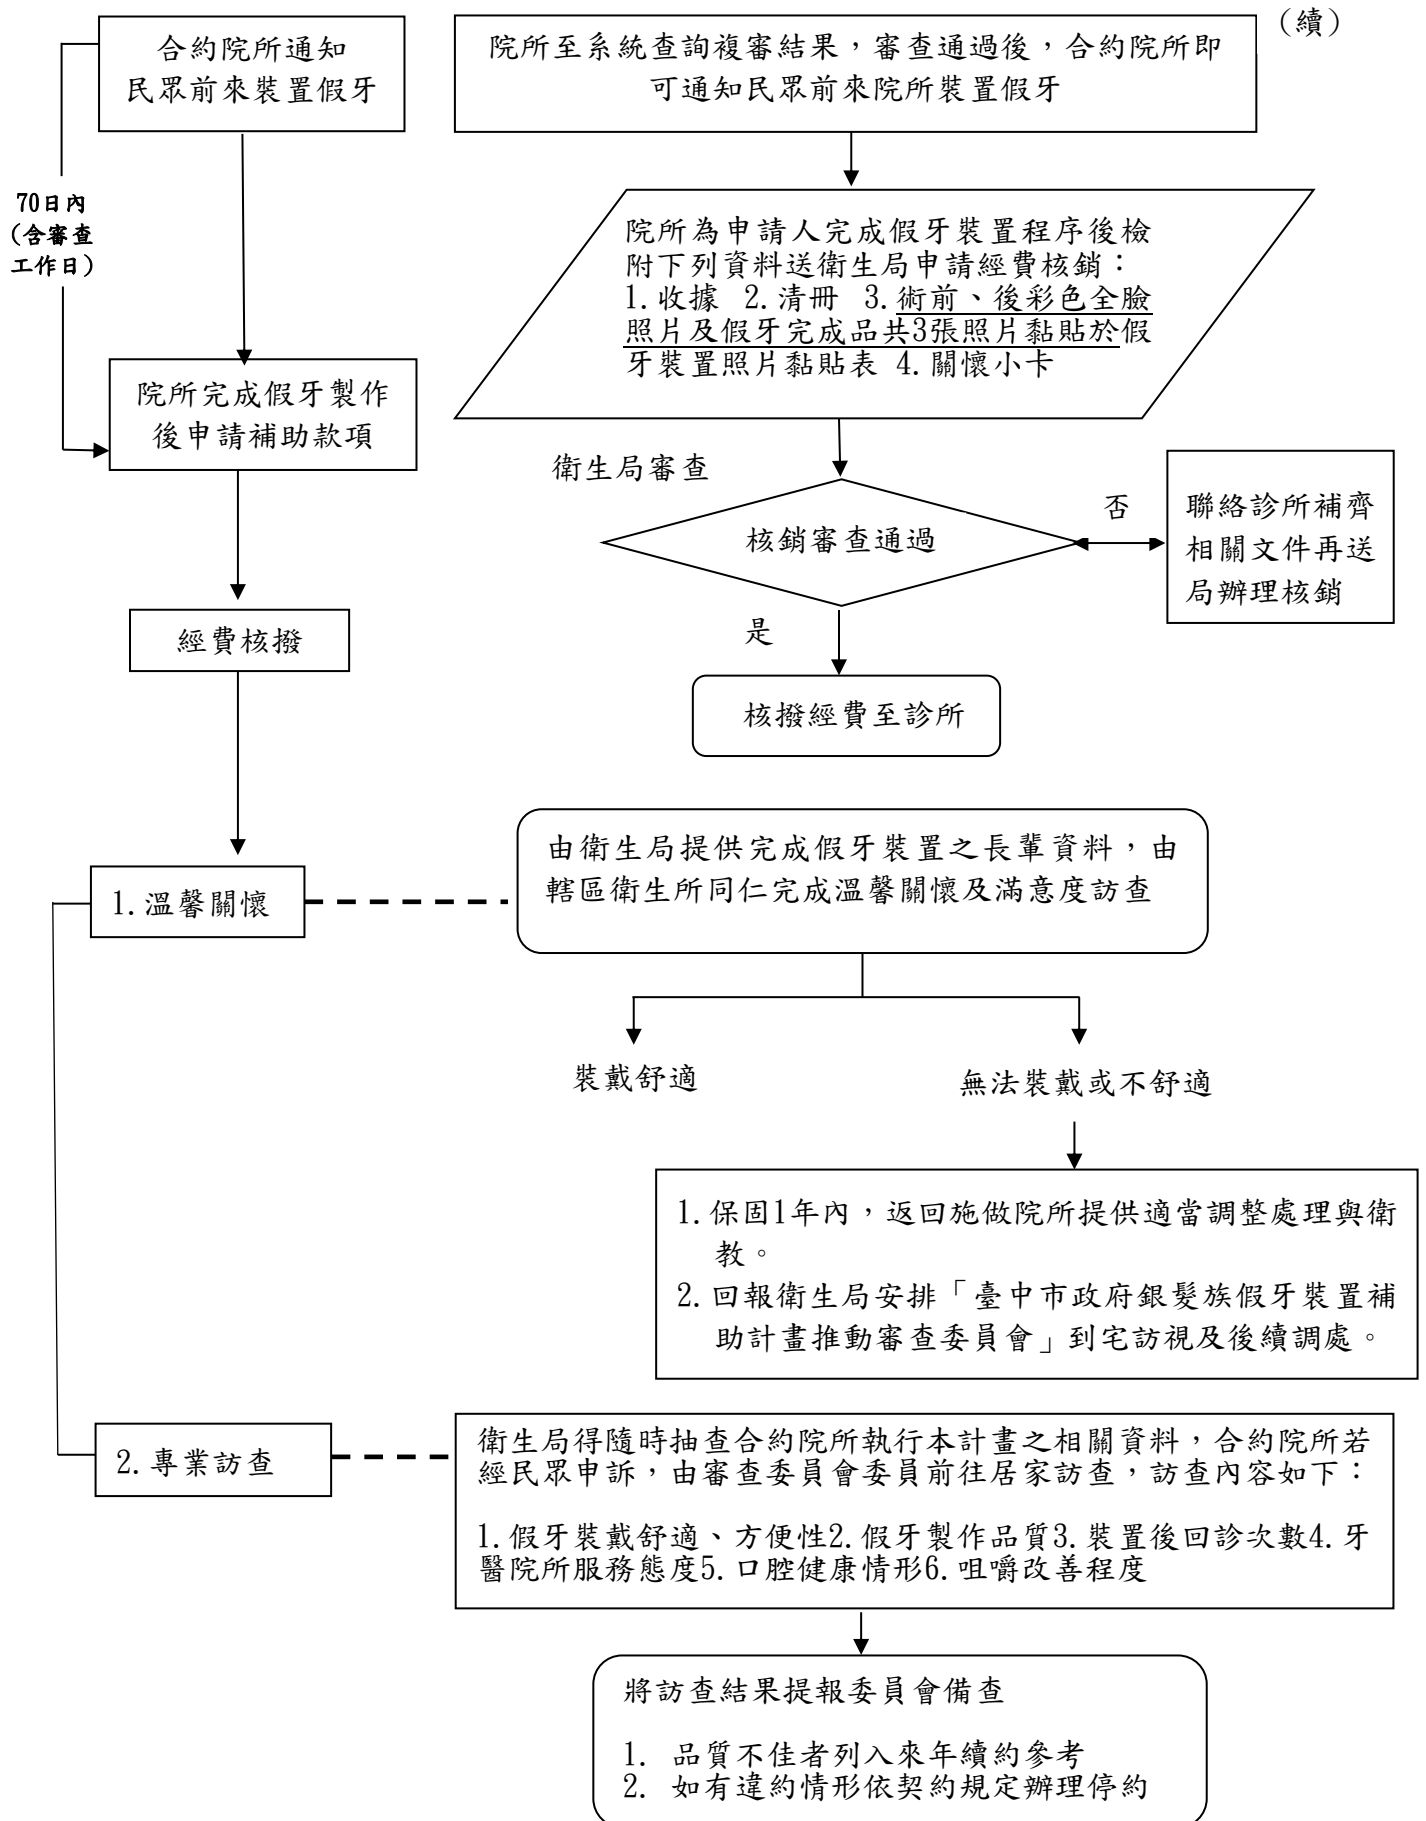 （續）
合約院所通知
民眾前來裝置假牙
院所至系統查詢複審結果，審查通過後，合約院所即
可通知民眾前來院所裝置假牙
70日內
(含審查
工作日)
院所為申請人完成假牙裝置程序後檢
附下列資料送衛生局申請經費核銷：
1.收據 2.清冊 3.術前、後彩色全臉
照片及假牙完成品共3張照片黏貼於假
牙裝置照片黏貼表 4.關懷小卡
院所完成假牙製作
後申請補助款項
衛生局審查
核銷審查通過
否
聯絡診所補齊
相關文件再送
局辦理核銷
是
經費核撥
核撥經費至診所
1.溫馨關懷
由衛生局提供完成假牙裝置之長輩資料，由
轄區衛生所同仁完成溫馨關懷及滿意度訪查
裝戴舒適
無法裝戴或不舒適
1.保固1年內，返回施做院所提供適當調整處理與衛
教。
2.回報衛生局安排「臺中市政府銀髮族假牙裝置補
助計畫推動審查委員會」到宅訪視及後續調處。
2.專業訪查
衛生局得隨時抽查合約院所執行本計畫之相關資料，合約院所若
經民眾申訴，由審查委員會委員前往居家訪查，訪查內容如下：
1.假牙裝戴舒適、方便性2.假牙製作品質3.裝置後回診次數4.牙
醫院所服務態度5.口腔健康情形6.咀嚼改善程度
將訪查結果提報委員會備查
1. 品質不佳者列入來年續約參考
2. 如有違約情形依契約規定辦理停約